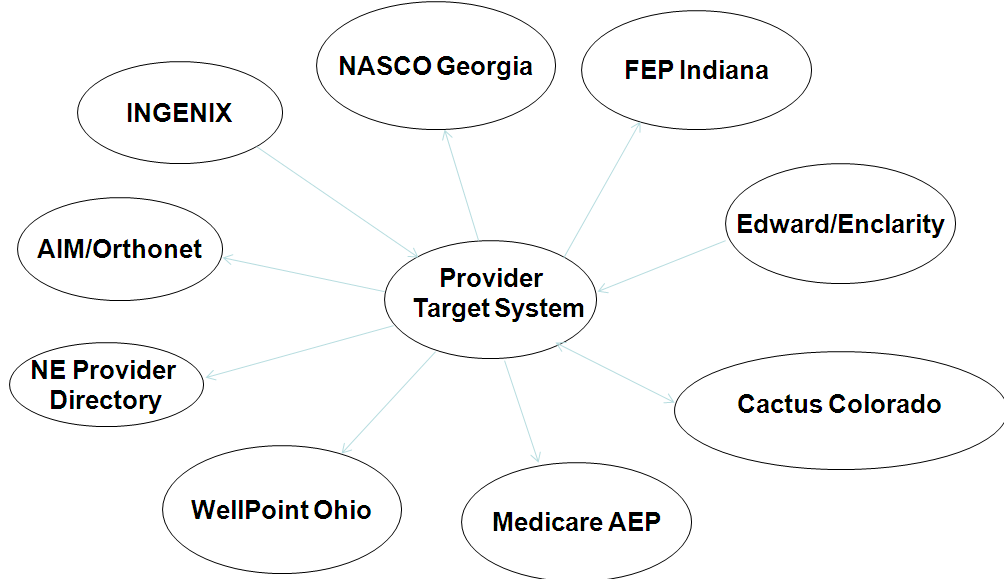 NASCO Georgia
FEP Indiana
INGENIX
Edward/Enclarity
AIM/Orthonet
Provider
Target System
NE Provider
Directory
Cactus Colorado
WellPoint Ohio
Medicare AEP